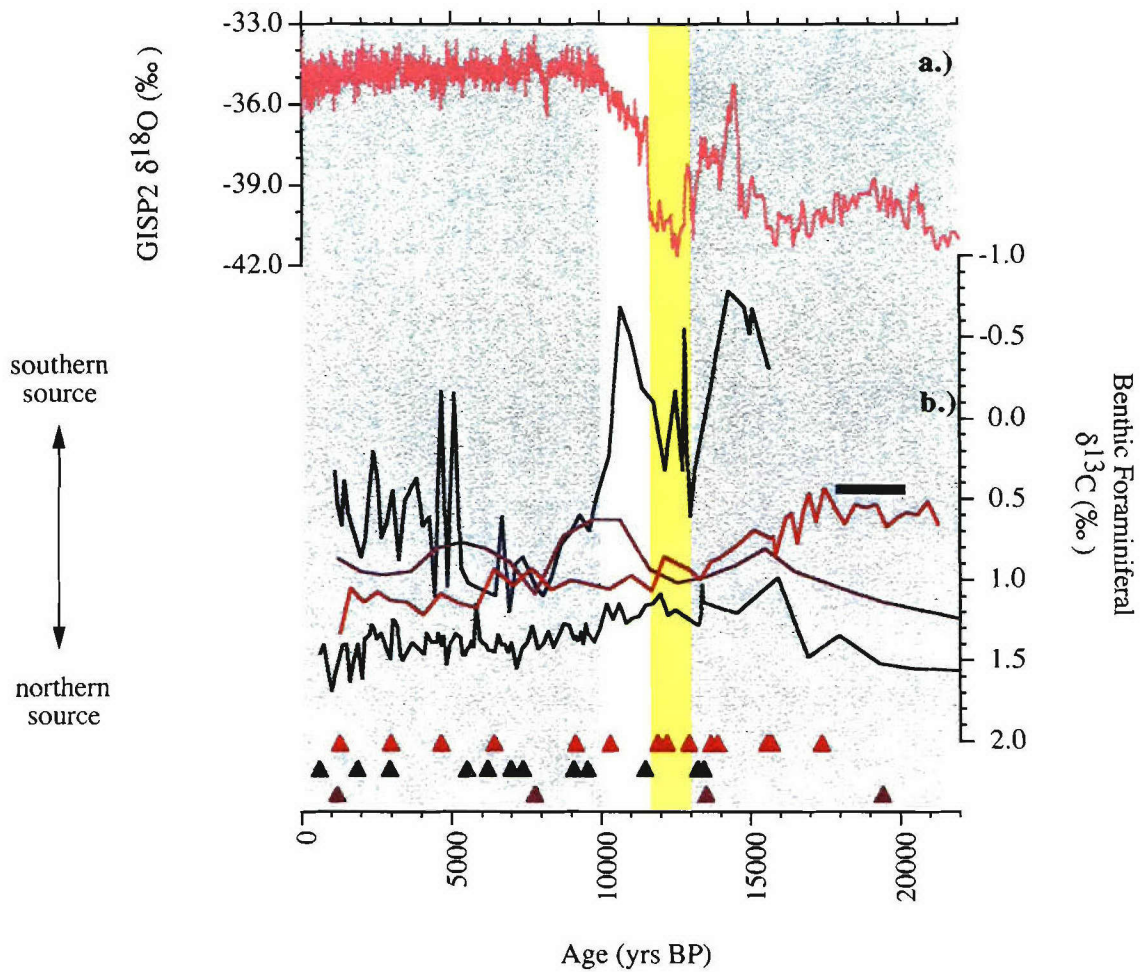 -33.0
-36.0
-39.0
-42.0
GISP2 δ18O (‰)
a.)
-1.0
-0.5
0.0
0.5
1.0
1.5
2.0
Benthic Foraminiferal
δ13C (‰)
b.)
southern
source
northern
source
0
5000
10000
15000
20000
Age (yrs BP)